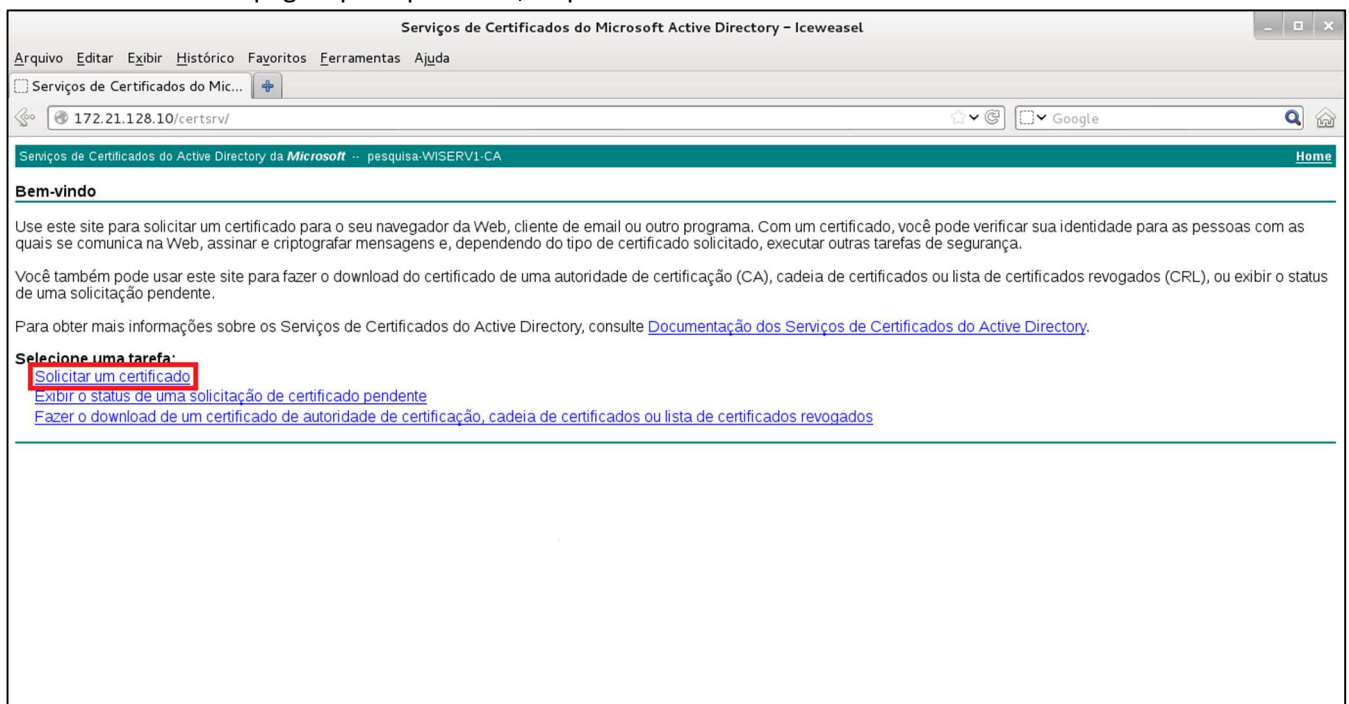 Serviços de Certificados do Microsoft Active Directory – Iceweasel
Arquivo Editar Exibir Histórico Favoritos Ferramentas Ajuda
Serviços de Certificados do Mic...
172.21.128.10/certsrv/
Google
Serviços de Certificados do Active Directory da Microsoft -- pesquisa-WISERV1-CA
Home
Bem-vindo
Use este site para solicitar um certificado para o seu navegador da Web, cliente de email ou outro programa. Com um certificado, você pode verificar sua identidade para as pessoas com as
quais se comunica na Web, assinar e criptografar mensagens e, dependendo do tipo de certificado solicitado, executar outras tarefas de segurança.
Você também pode usar este site para fazer o download do certificado de uma autoridade de certificação (CA), cadeia de certificados ou lista de certificados revogados (CRL), ou exibir o status
de uma solicitação pendente.
Para obter mais informações sobre os Serviços de Certificados do Active Directory, consulte Documentação dos Serviços de Certificados do Active Directory.
Selecione uma tarefa:
Solicitar um certificado
Exibir o status de uma solicitação de certificado pendente
Fazer o download de um certificado de autoridade de certificação, cadeia de certificados ou lista de certificados revogados